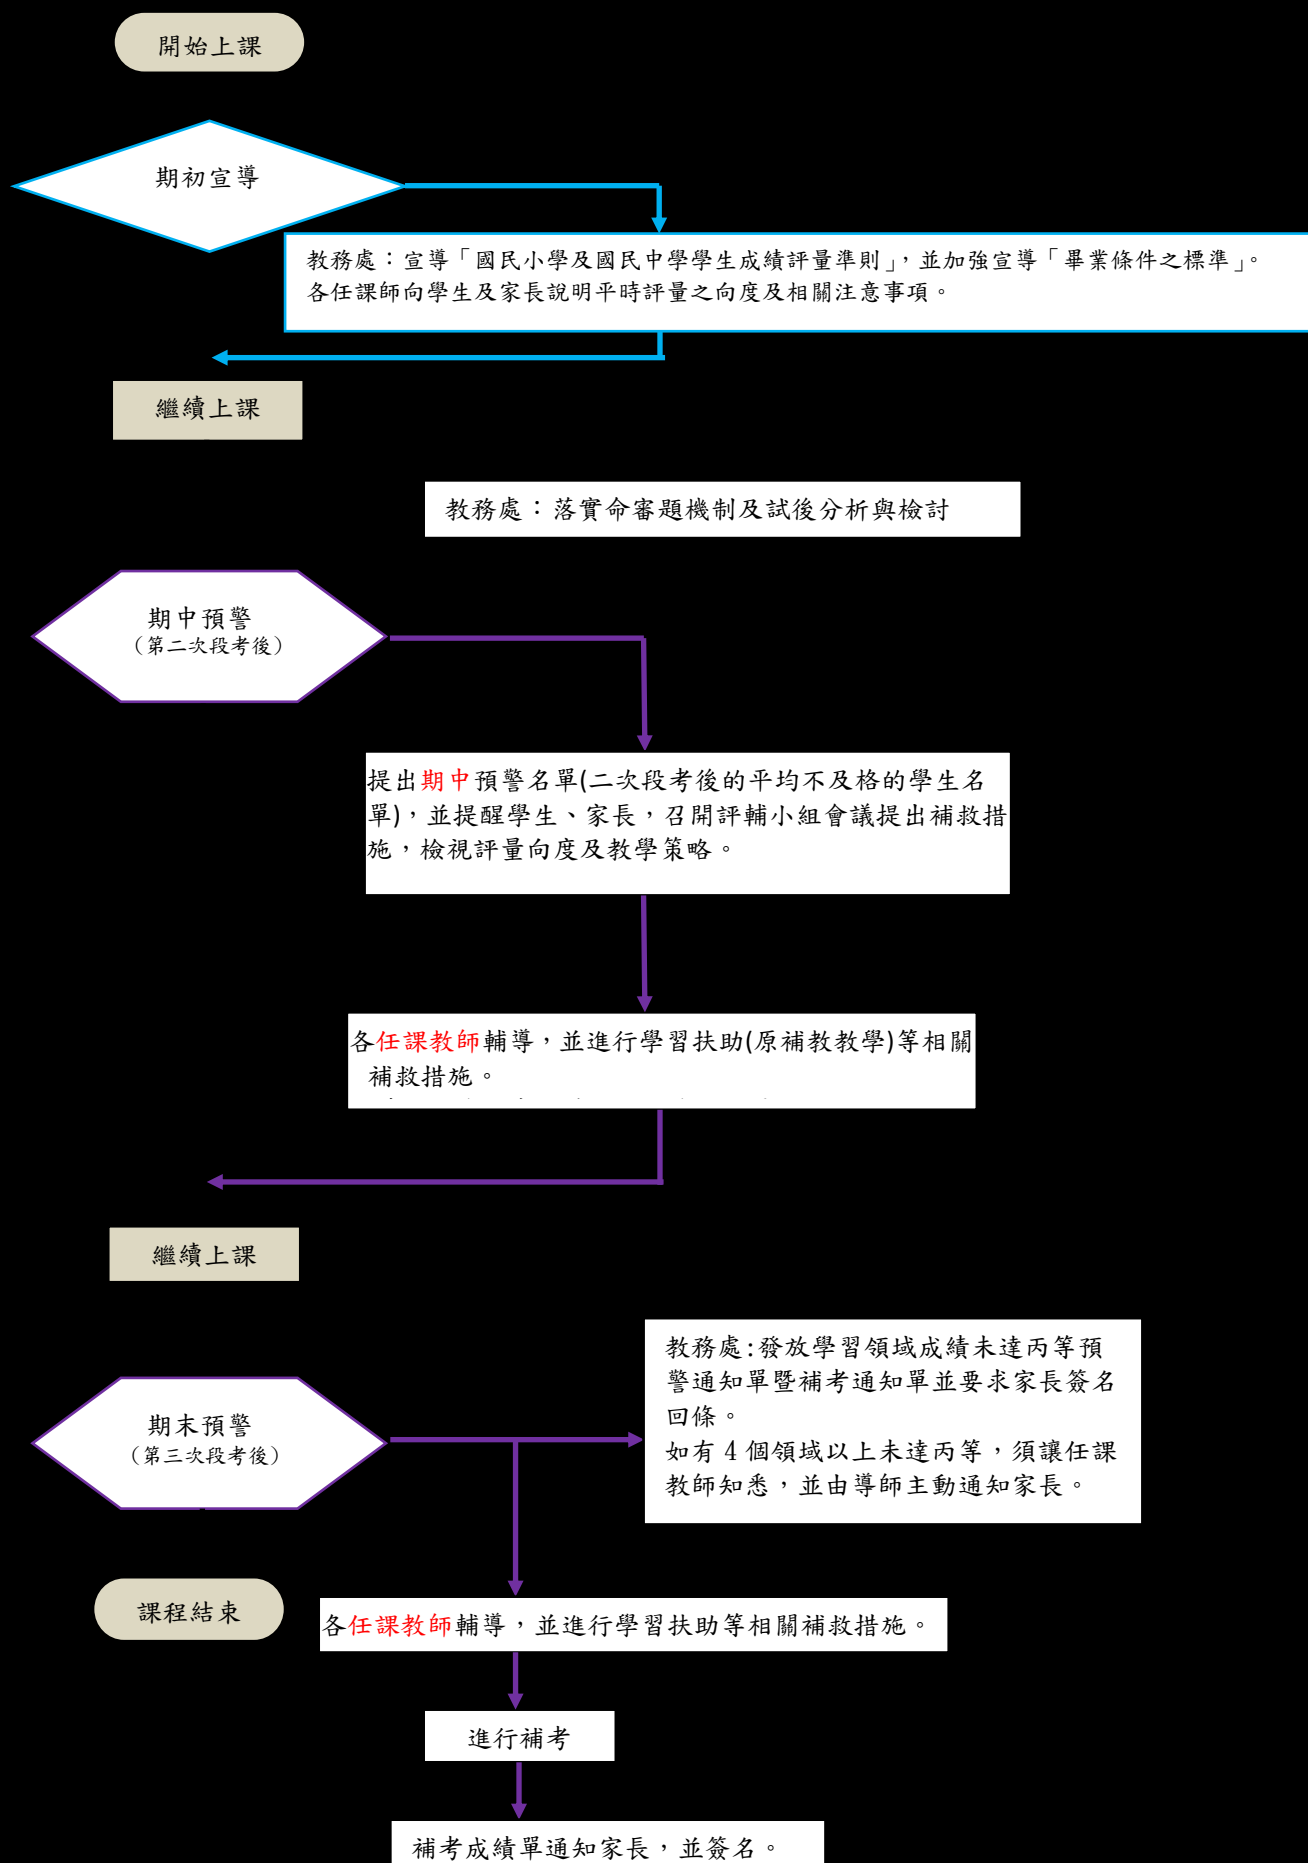 開始上課
期初宣導
教務處：宣導「國民小學及國民中學學生成績評量準則」，並加強宣導「畢業條件之標準」。
各任課師向學生及家長說明平時評量之向度及相關注意事項。
繼續上課
教務處：落實命審題機制及試後分析與檢討
期中預警
（第二次段考後）
提出期中預警名單(二次段考後的平均不及格的學生名
單)，並提醒學生、家長，召開評輔小組會議提出補救措
施，檢視評量向度及教學策略。
各任課教師輔導，並進行學習扶助(原補教教學)等相關
補救措施。
繼續上課
教務處:發放學習領域成績未達丙等預
警通知單暨補考通知單並要求家長簽名
回條。
如有 4 個領域以上未達丙等，須讓任課
教師知悉，並由導師主動通知家長。
期末預警
（第三次段考後）
課程結束
各任課教師輔導，並進行學習扶助等相關補救措施。
進行補考
補考成績單通知家長，並簽名。